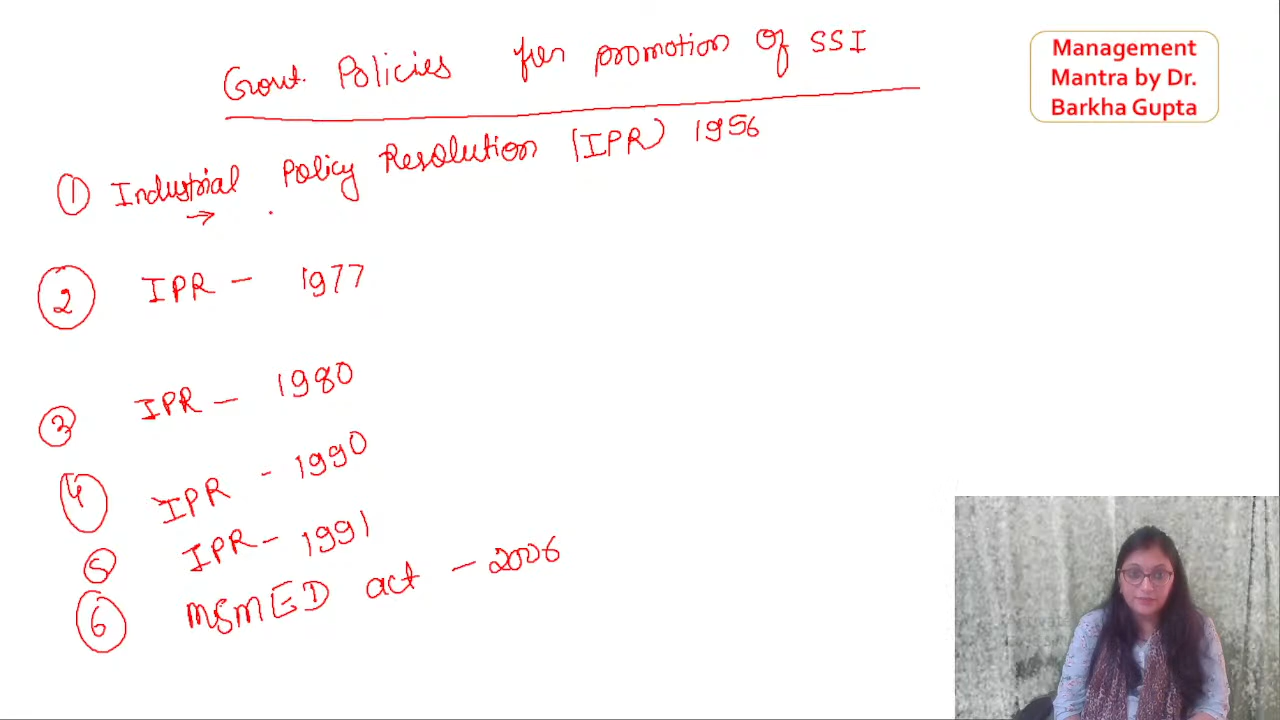 Govt. Policies for promotion of SSI
Management
Mantra by Dr.
Barkha Gupta
① Industrial Policy Resolution (IPR) 1956
→
② IPR - 1977
③ IPR - 1980
④ IPR - 1990
⑤ IPR - 1991
⑥ MSMED act - 2006